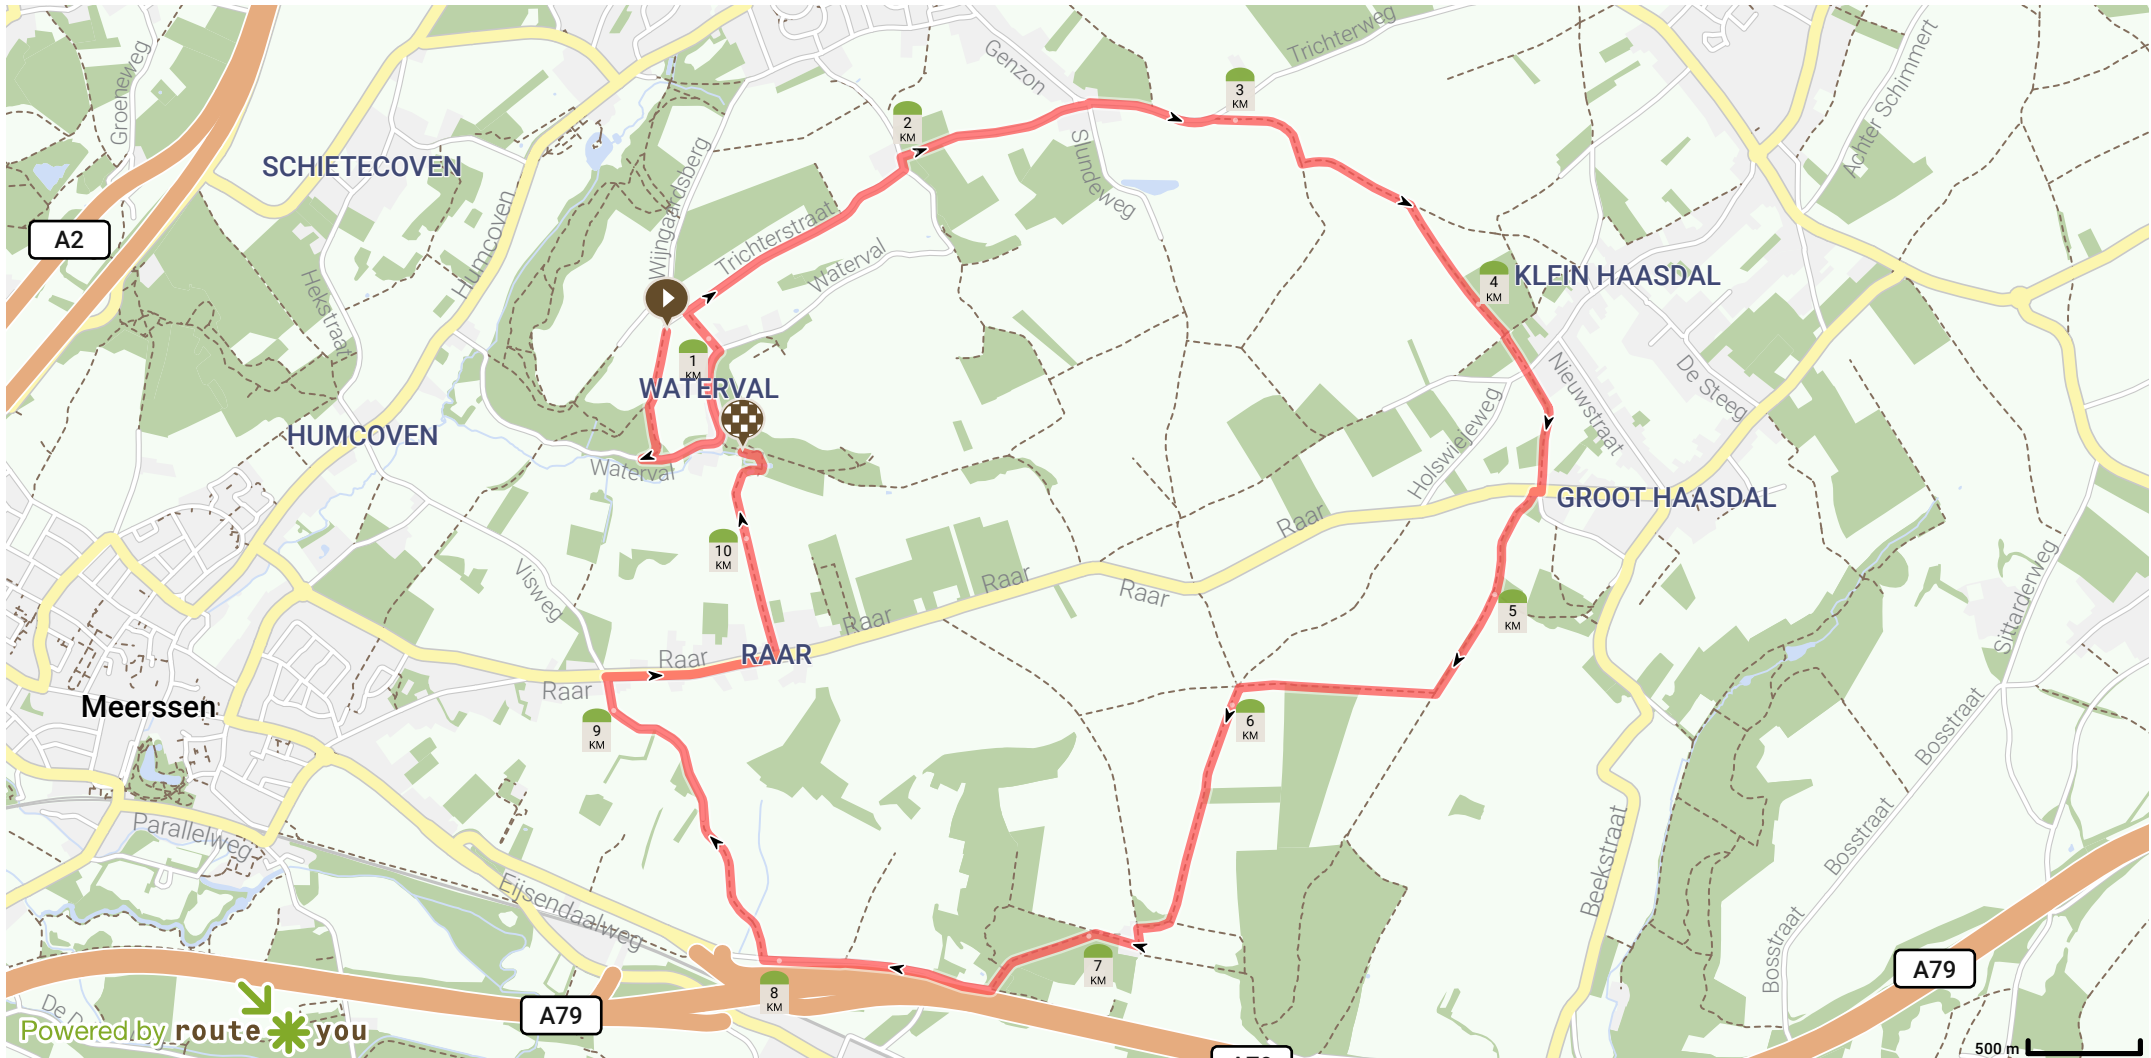 Groeneweg
Genzon
Trichterweg
Achter Schimmert
3
KM
2
KM
SCHIETECOVEN
Wijngaardsberg
Slundeweg
Humcoven
A2
Trichterstraat
Waterval
Hekstraat
4
KM
KLEIN HAASDAL
1
KM
WATERVAL
De Steeg
Nieuwstraat
Holswiejeweg
HUMCOVEN
Waterval
GROOT HAASDAL
Raar
10
KM
Visweg
Raar
Raar
Raar
5
KM
Sittarderweg
RAAR
Raar
Raar
Meerssen
9
KM
6
KM
Bosstraat
Parallelweg
Bosstraat
Beekstraat
Eijsendaalweg
Bosstraat
7
KM
8
KM
A79
A79
Powered by routeyou
500 m